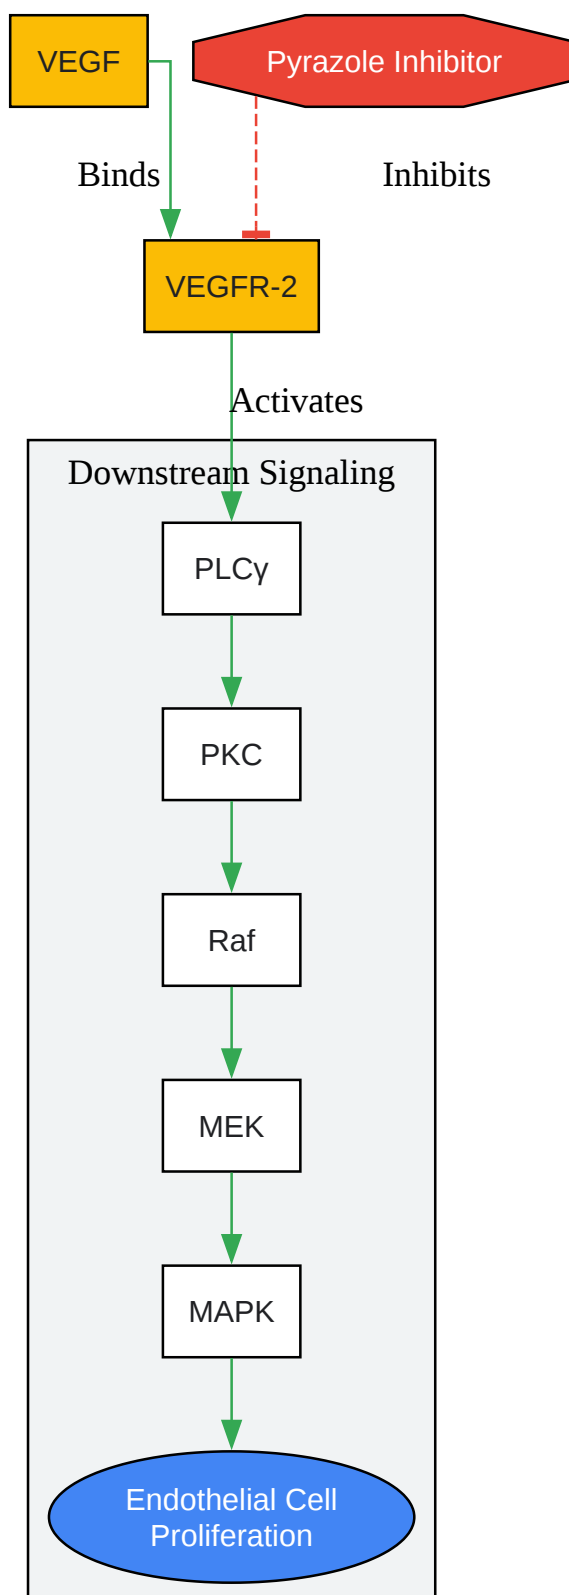 VEGF
Pyrazole Inhibitor
Binds
Inhibits
VEGFR-2
Activates
Downstream Signaling
PLCγ
PKC
Raf
MEK
MAPK
Endothelial Cell
Proliferation